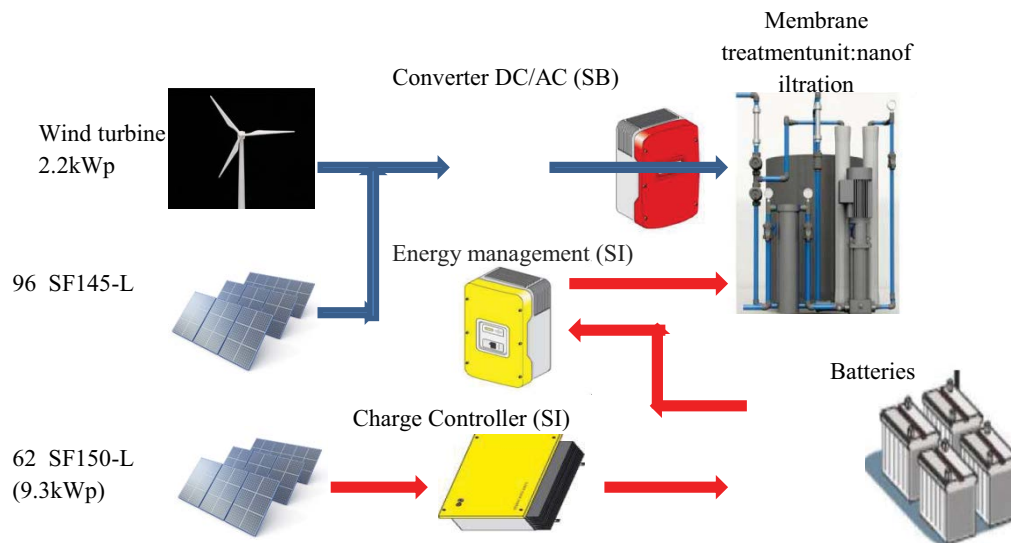 Membrane
treatmentunit:nanof
iltration
Converter DC/AC (SB)
Wind turbine
2.2kWp
Energy management (SI)
96 SF145-L
Batteries
Charge Controller (SI)
62 SF150-L
(9.3kWp)